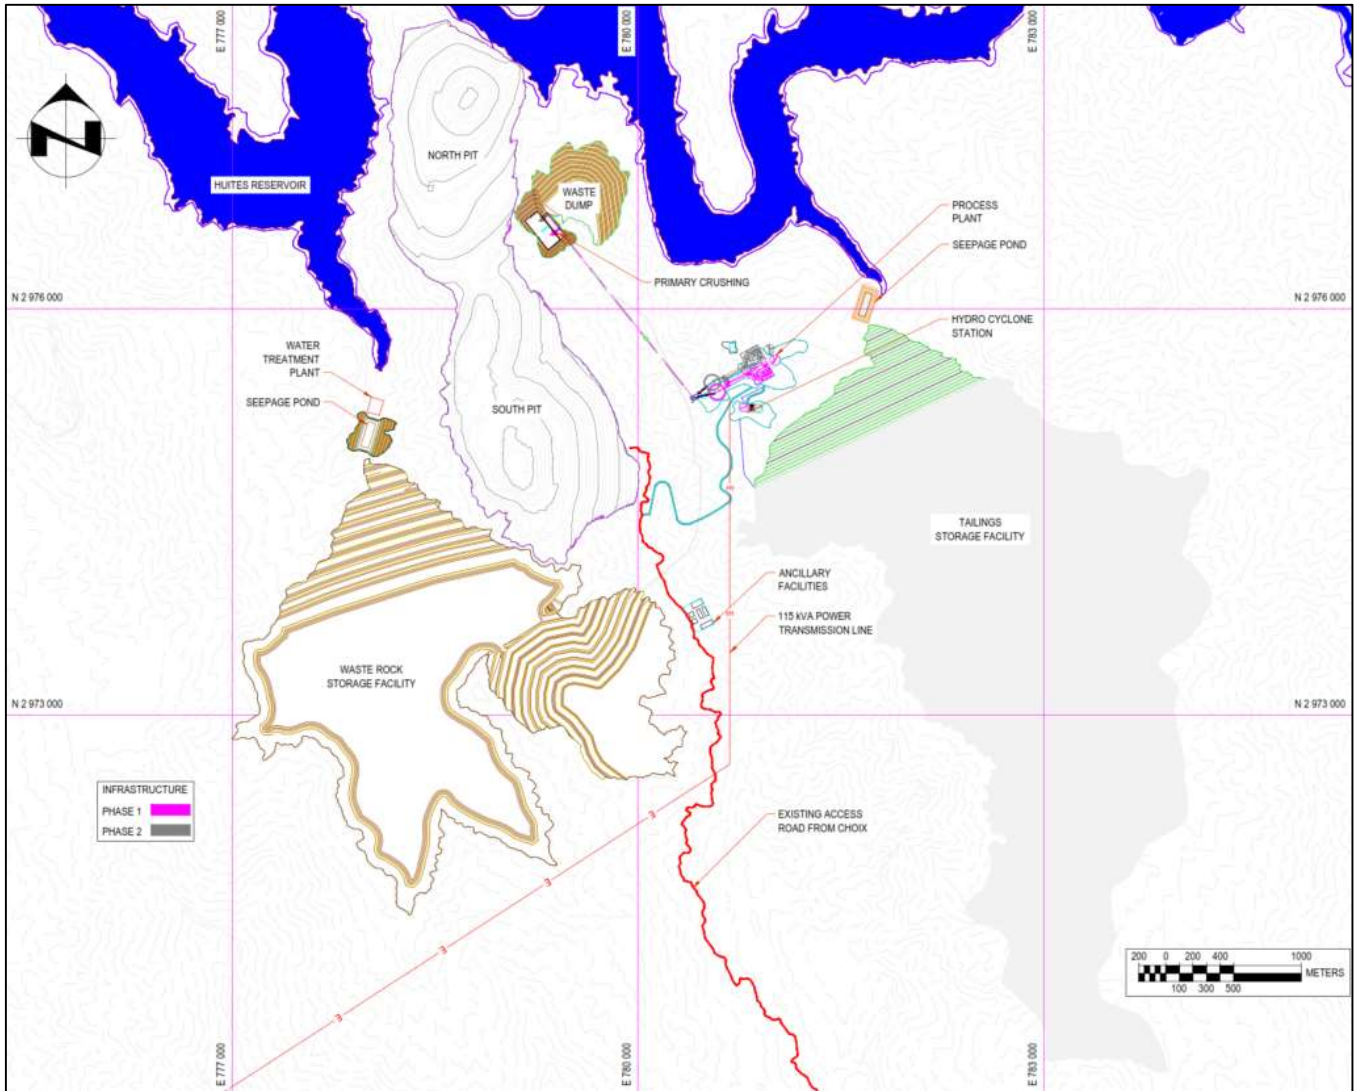 E 777 000
E 780 000
E 783 000
N
NORTH PIT
HUITES RESERVOIR
WASTE
DUMP
PROCESS
PLANT
SEEPAGE POND
PRIMARY CRUSHING
N 2 976 000
N 2 976 000
HYDRO CYCLONE
STATION
WATER
TREATMENT
PLANT
SEEPAGE POND
SOUTH PIT
TAILINGS
STORAGE FACILITY
ANCILLARY
FACILITIES
115 kVA POWER
TRANSMISSION LINE
WASTE ROCK
STORAGE FACILITY
N 2 973 000
N 2 973 000
INFRASTRUCTURE
PHASE 1
PHASE 2
EXISTING ACCESS
ROAD FROM CHOIX
200 0 200 400 1000
METERS
100 300 500
E 777 000
E 780 000
E 783 000